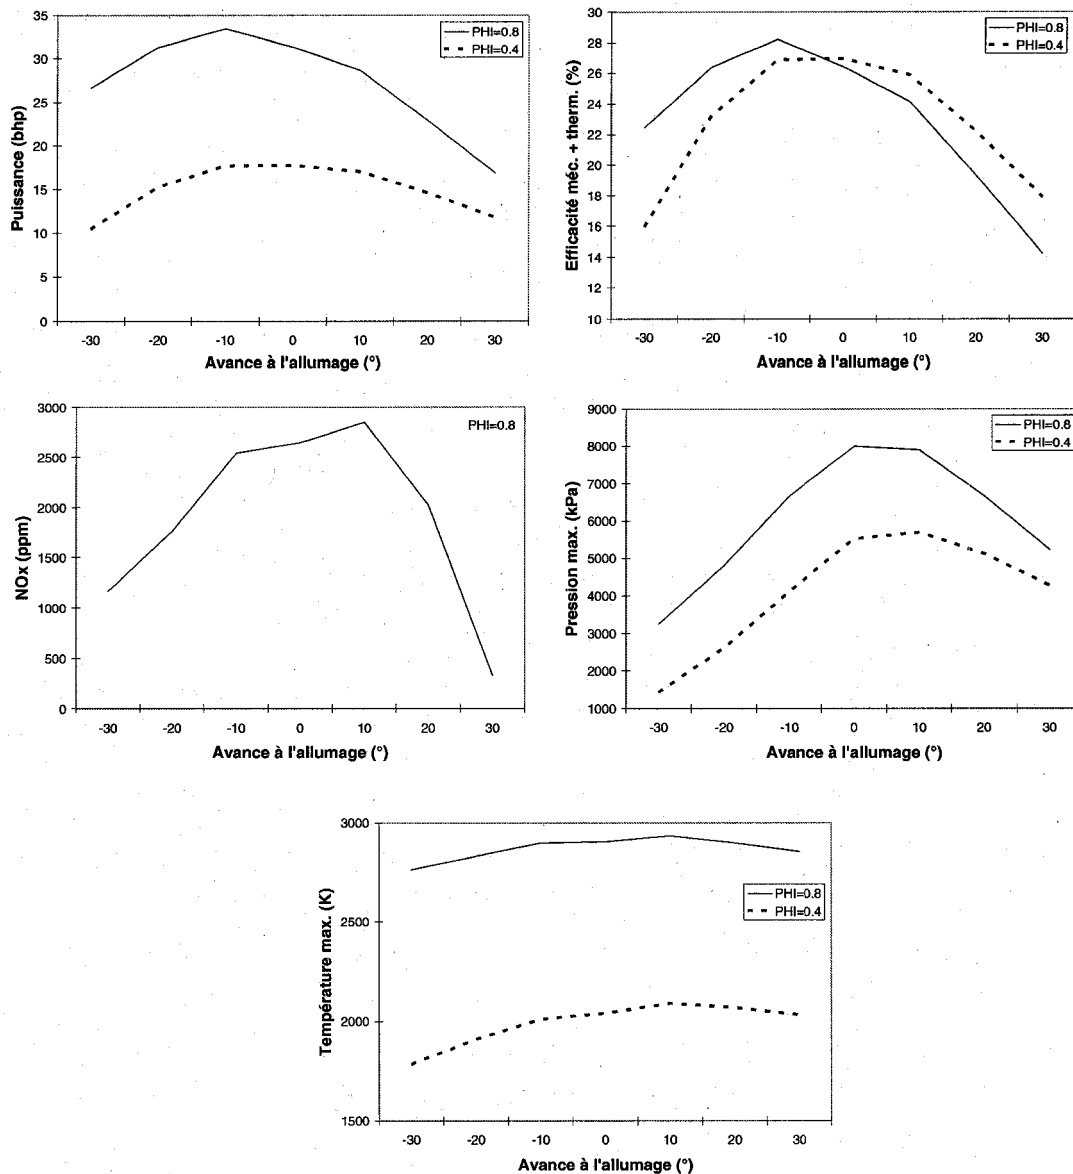 35
30
25
20
15
10
5
0
Puissance (bhp)
PHI=0.8
PHI=0.4
-30 -20 -10 0 10 20 30
Avance à l'allumage (°)
30
28
26
24
22
20
18
16
14
12
10
Efficacité méc. + therm. (%)
PHI=0.8
PHI=0.4
-30 -20 -10 0 10 20 30
Avance à l'allumage (°)
3000
2500
2000
1500
1000
500
0
NOx (ppm)
PHI=0.8
-30 -20 -10 0 10 20 30
Avance à l'allumage (°)
9000
8000
7000
6000
5000
4000
3000
2000
1000
Pression max. (kPa)
PHI=0.8
PHI=0.4
-30 -20 -10 0 10 20 30
Avance à l'allumage (°)
3000
2500
2000
1500
Température max. (K)
PHI=0.8
PHI=0.4
-30 -20 -10 0 10 20 30
Avance à l'allumage (°)